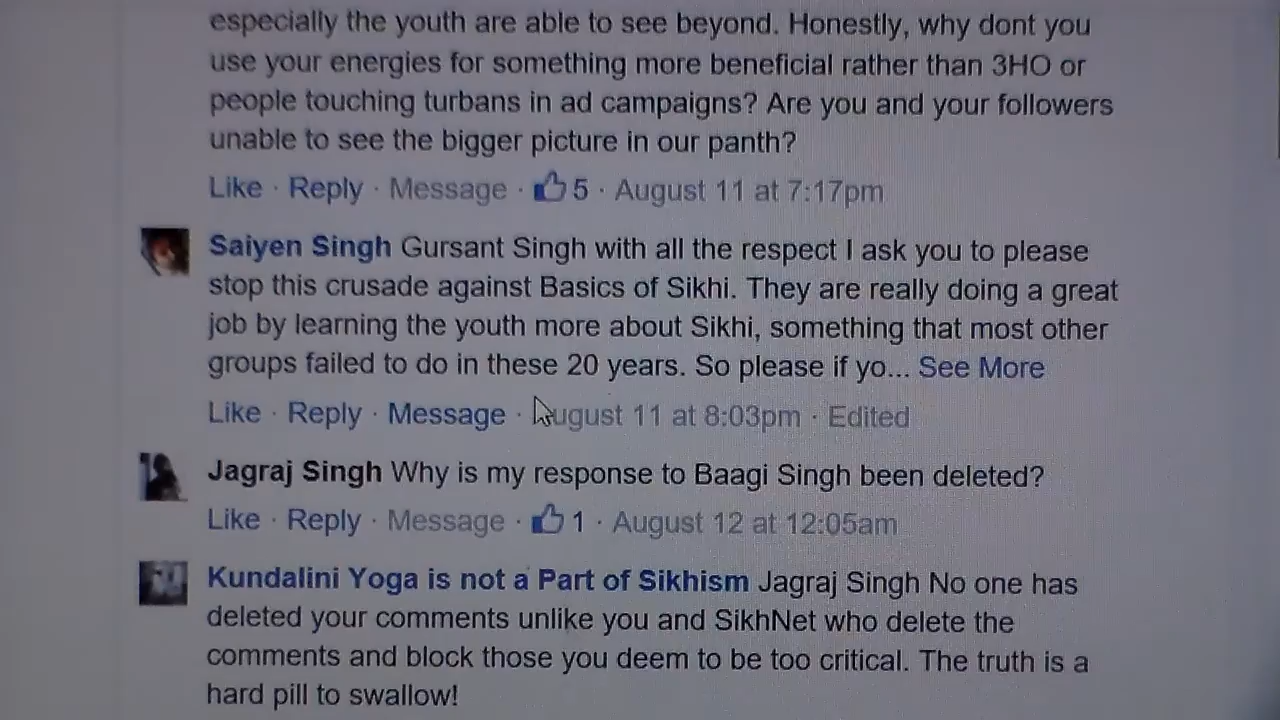 especially the youth are able to see beyond. Honestly, why dont you
use your energies for something more beneficial rather than 3HO or
people touching turbans in ad campaigns? Are you and your followers
unable to see the bigger picture in our panth?
Like · Reply · Message · 5 · August 11 at 7:17pm
Saiyen Singh Gursant Singh with all the respect I ask you to please
stop this crusade against Basics of Sikhi. They are really doing a great
job by learning the youth more about Sikhi, something that most other
groups failed to do in these 20 years. So please if yo... See More
Like · Reply · Message · August 11 at 8:03pm · Edited
Jagraj Singh Why is my response to Baagi Singh been deleted?
Like · Reply · Message · 1 · August 12 at 12:05am
Kundalini Yoga is not a Part of Sikhism Jagraj Singh No one has
deleted your comments unlike you and SikhNet who delete the
comments and block those you deem to be too critical. The truth is a
hard pill to swallow!